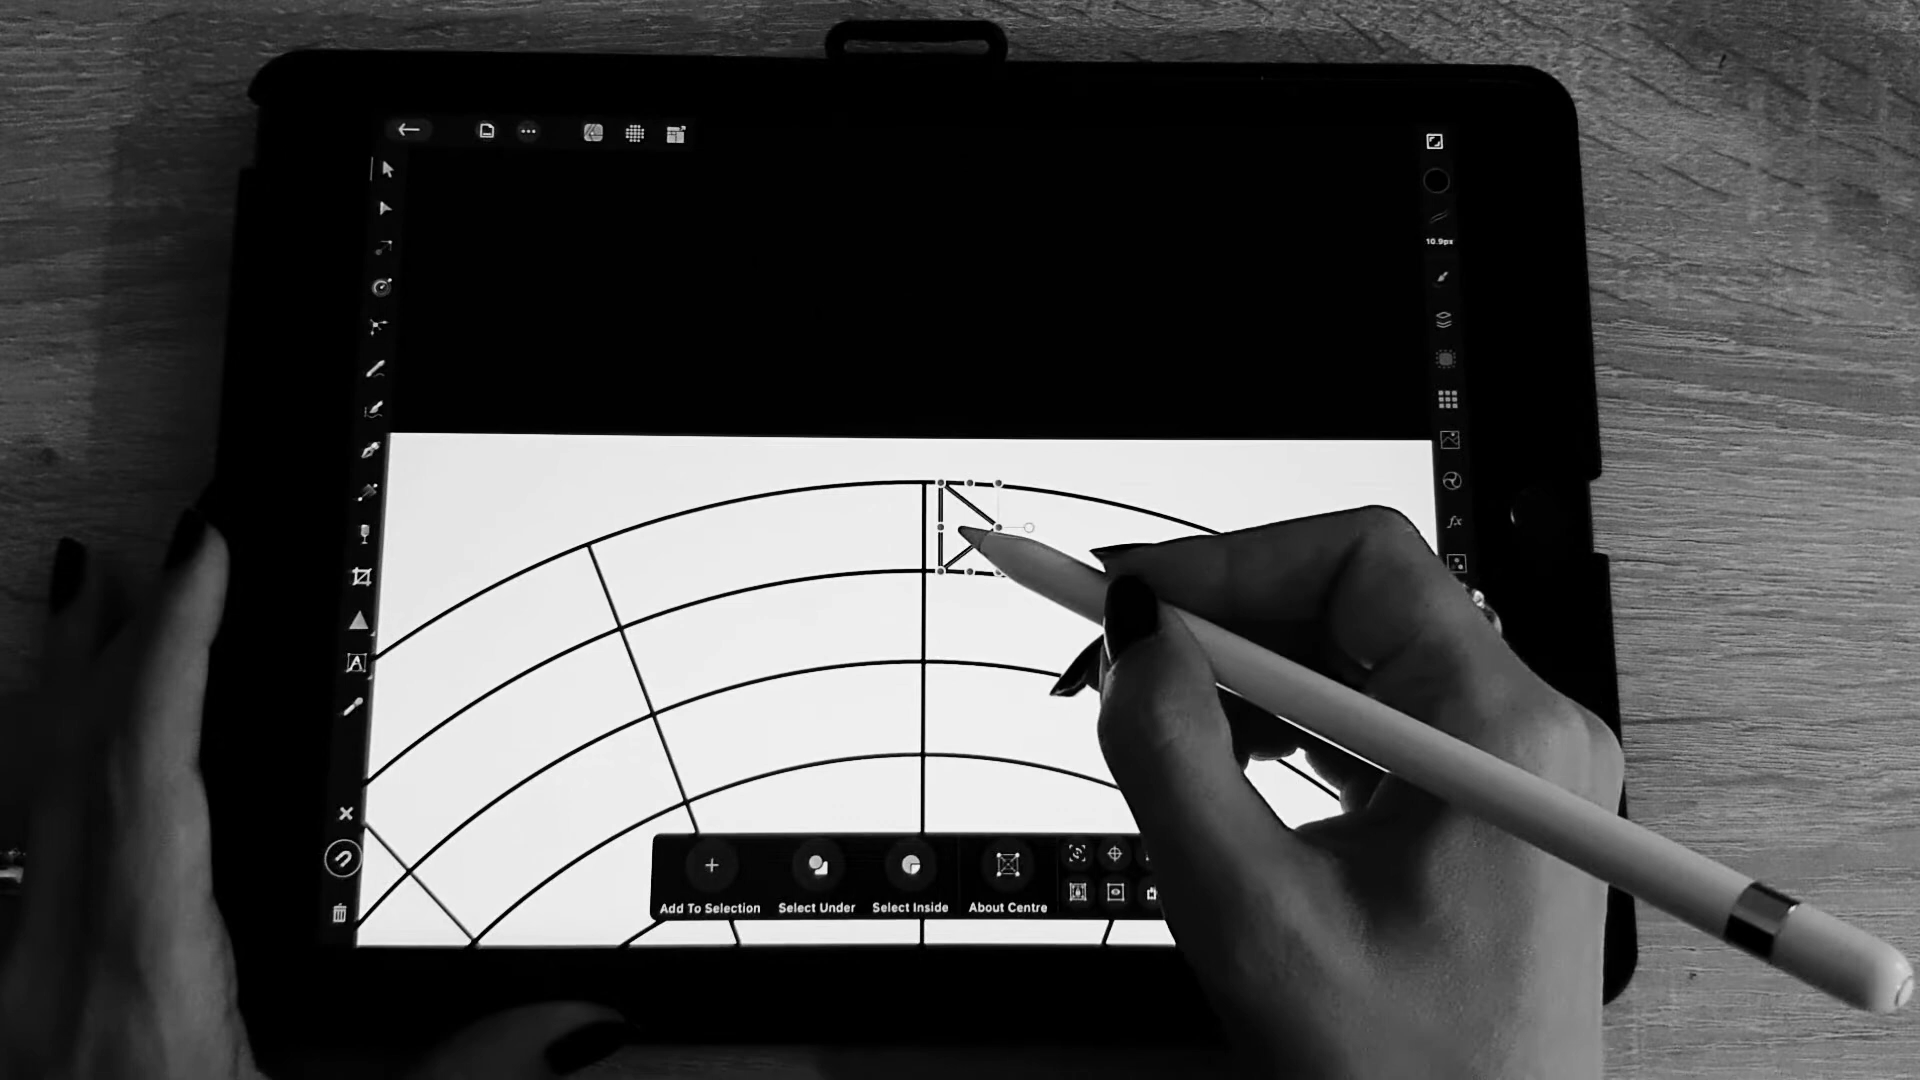 10.9px
fx
A
Add To Selection
Select Under
Select Inside
About Centre